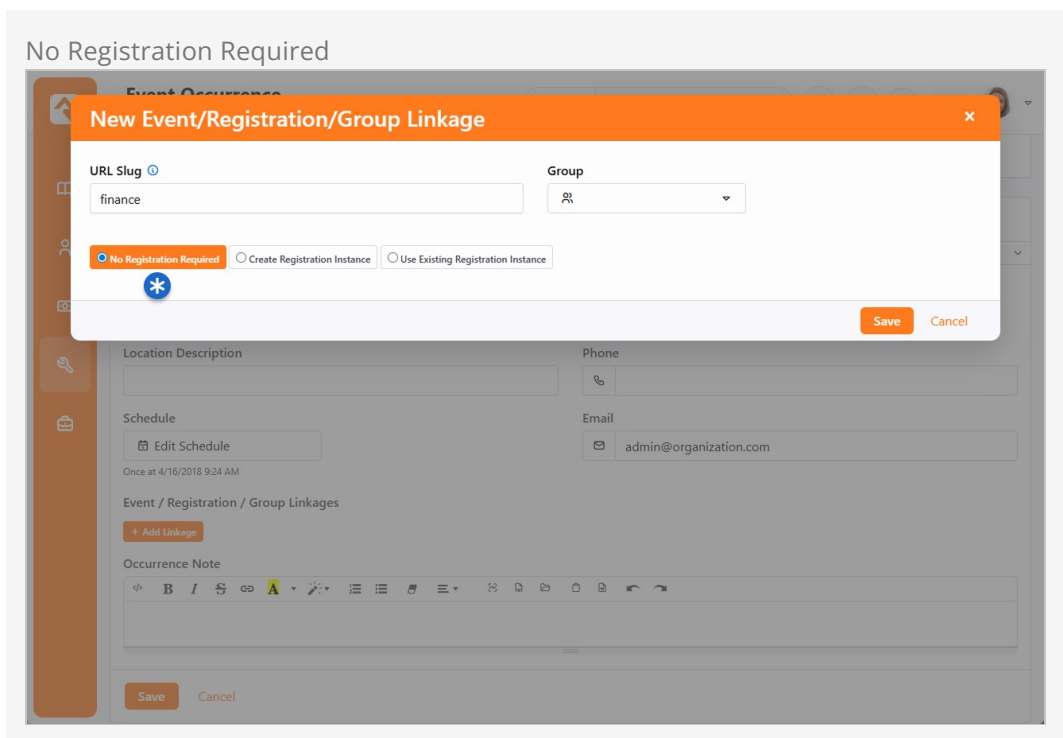 No Registration Required
Event Occurrence
New Event/Registration/Group Linkage
URL Slug
Group
finance
No Registration Required
Create Registration Instance
Use Existing Registration Instance
Save
Cancel
Location Description
Phone
Schedule
Email
Edit Schedule
admin@organization.com
Once at 4/16/2018 9:24 AM
Event / Registration / Group Linkages
+ Add Linkage
Occurrence Note
B I S A
Save
Cancel